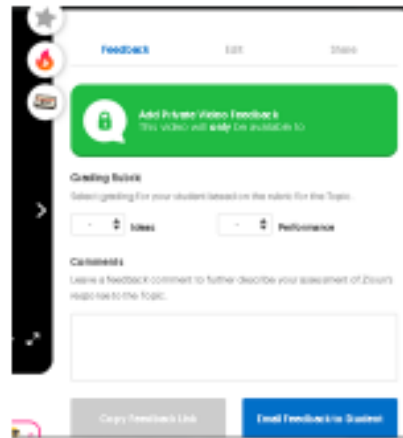 Feedback Edit Share
Add Private Video Feedback
This video will only be available to
Grading Rubric
Select grading for your student based on the rubric for the Topic.
- Ideas - Performance
Comments
Leave a feedback comment to further describe your assessment of
response to the Topic.
Copy Feedback Link Email Feedback to Student